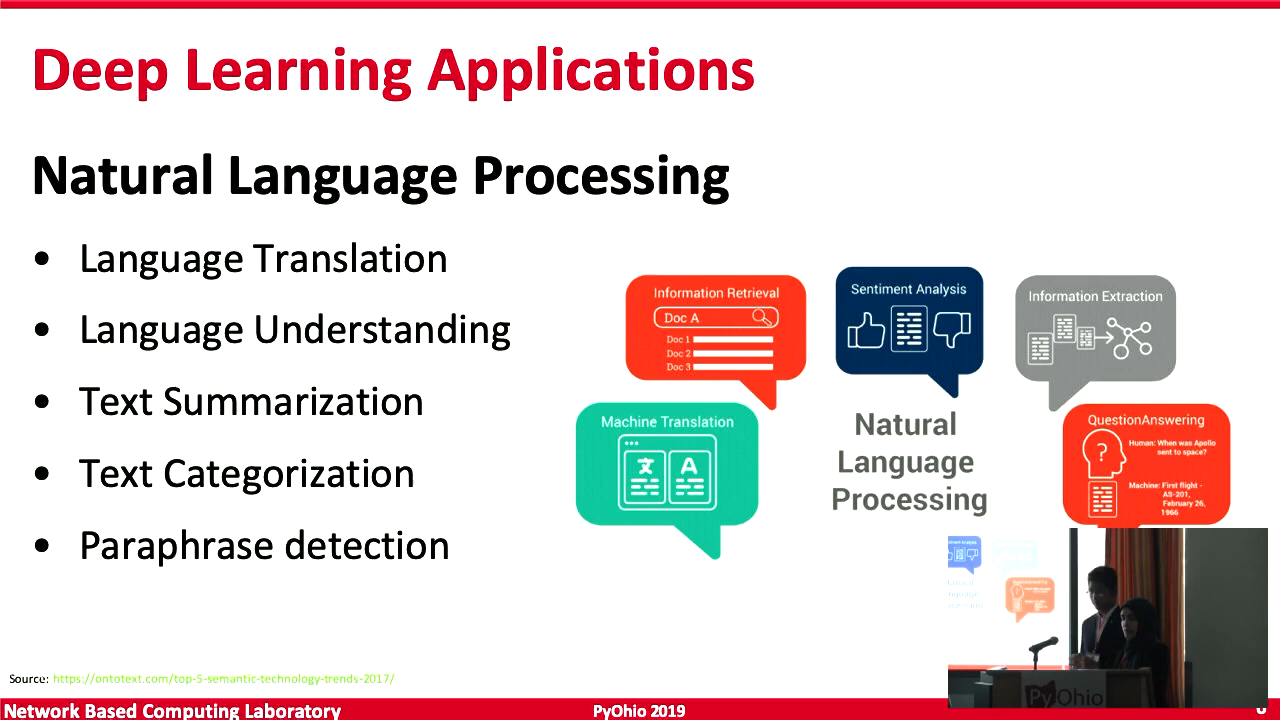 Deep Learning Applications
Natural Language Processing
• Language Translation
• Language Understanding
• Text Summarization
• Text Categorization
• Paraphrase detection
Information Retrieval
Doc A
Doc 1
Doc 2
Doc 3
Sentiment Analysis
Information Extraction
Machine Translation
文 A
Natural
Language
Processing
QuestionAnswering
?
Human: When was Apollo
sent to space?
Machine: First flight -
AS-201,
February 26,
1966
PyOhio
Source: https://ontotext.com/top-5-semantic-technology-trends-2017/
Network Based Computing Laboratory
PyOhio 2019